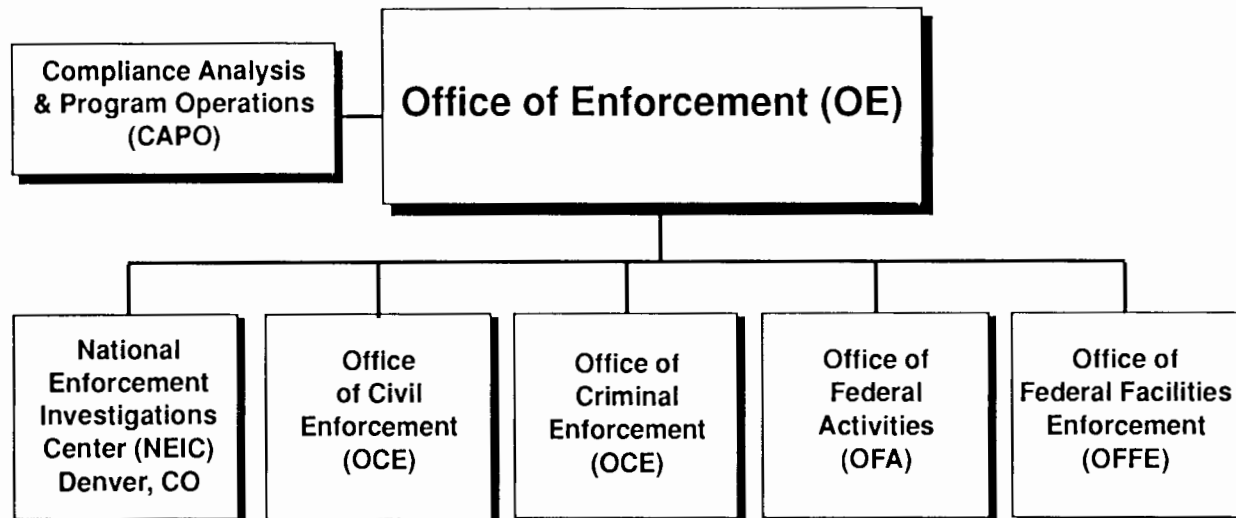 Compliance Analysis
& Program Operations
(CAPO)
Office of Enforcement (OE)
National
Enforcement
Investigations
Center (NEIC)
Denver, CO
Office
of Civil
Enforcement
(OCE)
Office of
Criminal
Enforcement
(OCE)
Office of
Federal
Activities
(OFA)
Office of
Federal Facilities
Enforcement
(OFFE)